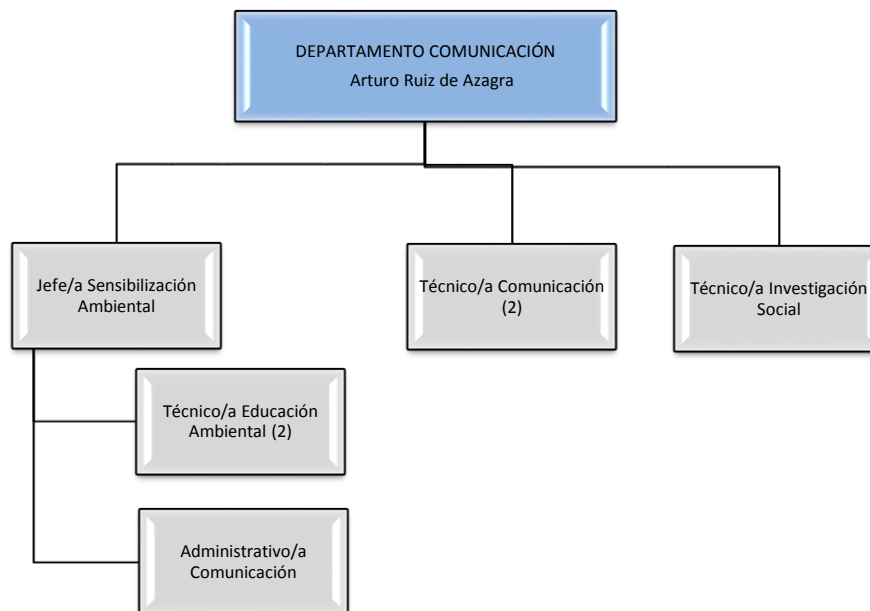 DEPARTAMENTO COMUNICACIÓN
Arturo Ruiz de Azagra
Jefe/a Sensibilización
Ambiental
Técnico/a Comunicación
(2)
Técnico/a Investigación
Social
Técnico/a Educación
Ambiental (2)
Administrativo/a
Comunicación